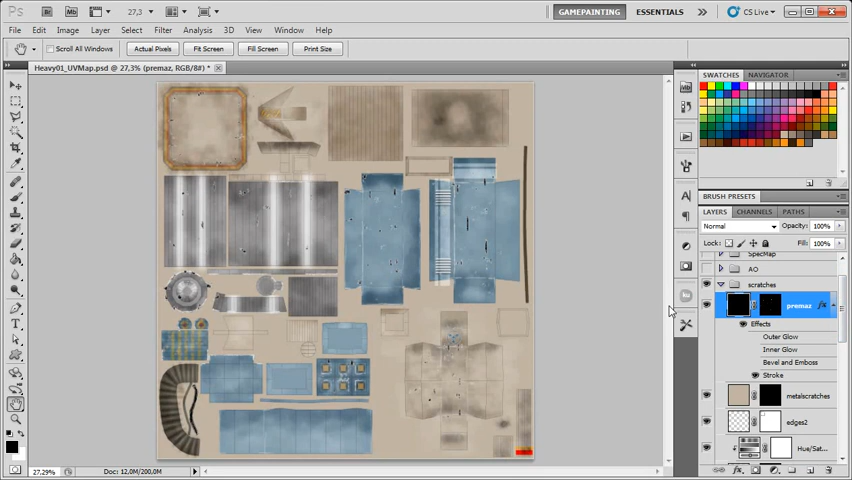 Ps Br Mb 27,3 GAMEPAINTING ESSENTIALS CS Live
File Edit Image Layer Select Filter Analysis 3D View Window Help
Scroll All Windows Actual Pixels Fit Screen Fill Screen Print Size
Heavy01_UVMap.psd @ 27,3% (premaz, RGB/8#) *
SWATCHES NAVIGATOR
BRUSH PRESETS
LAYERS CHANNELS PATHS
Normal Opacity: 100%
Lock: Fill: 100%
SpecMap
AO
scratches
premaz fx
Effects
Outer Glow
Inner Glow
Bevel and Emboss
Stroke
metalscratches
edges2
Hue/Sat...
27.29% Doc: 12,0M/200,0M